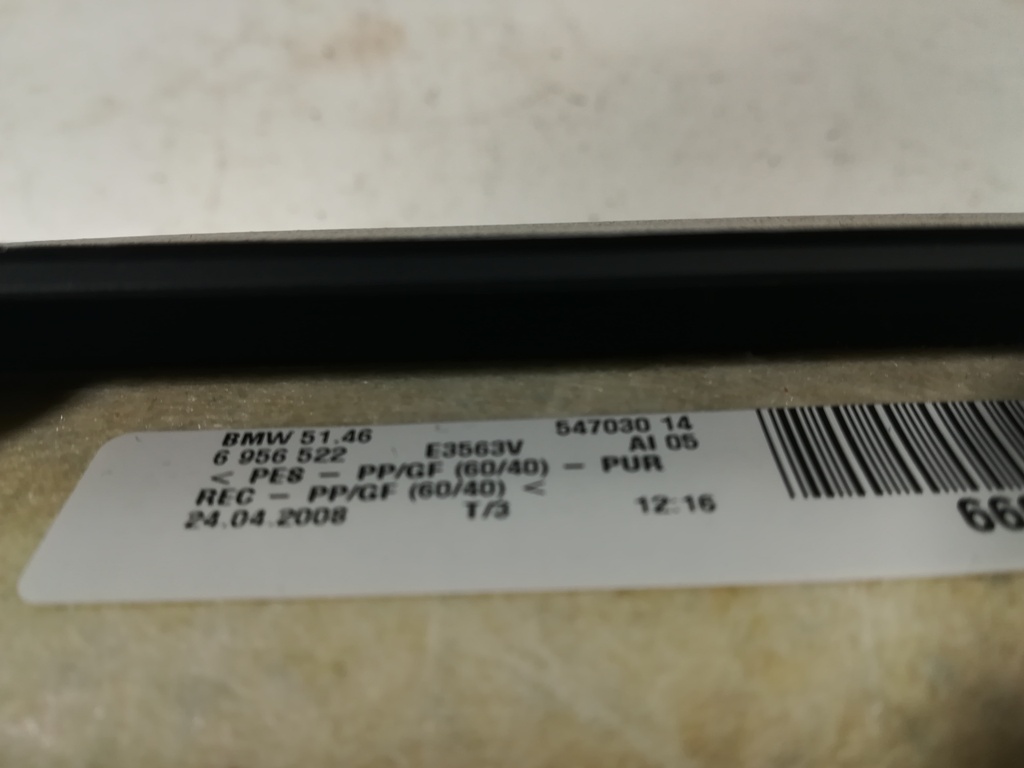 BMW 51.46 547030 14
6 956 522 E3563V AI 05
< PES - PP/GF (60/40) - PUR
REC - PP/GF (60/40) <
24.04.2008 T/3 12:16